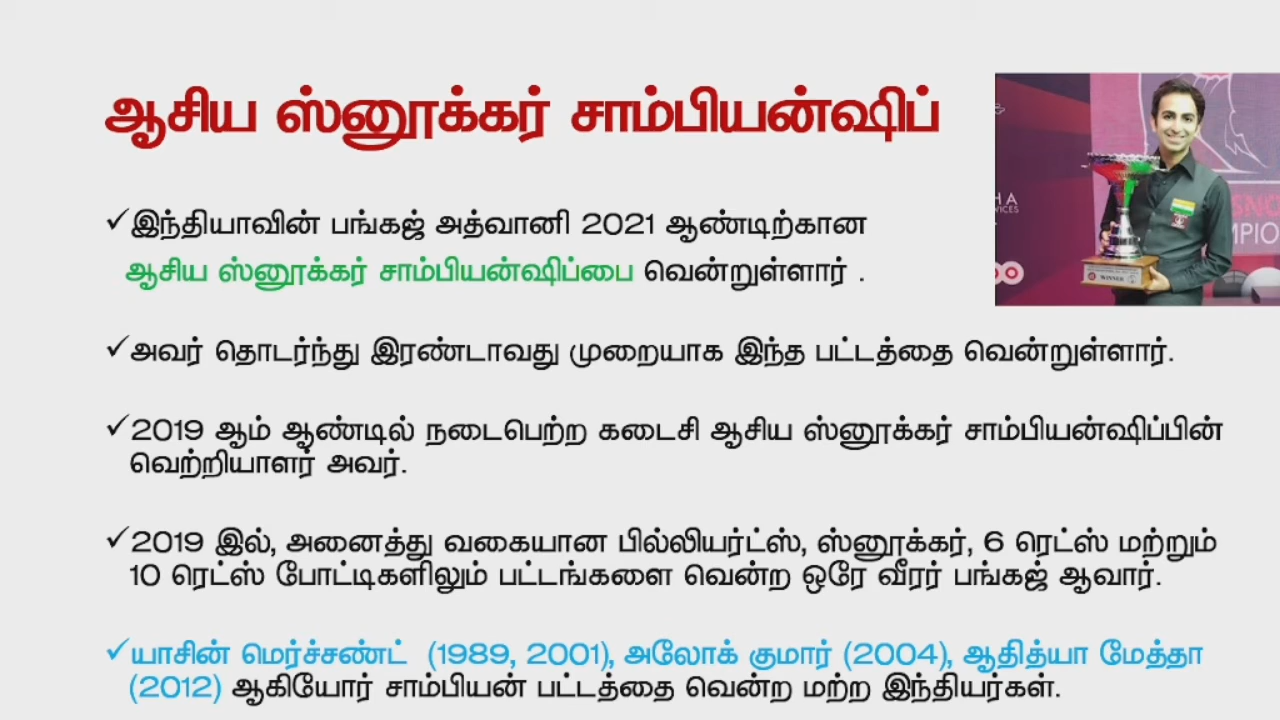 ஆசிய ஸ்னூக்கர் சாம்பியன்ஷிப்
✓இந்தியாவின் பங்கஜ் அத்வானி 2021 ஆண்டிற்கான
ஆசிய ஸ்னூக்கர் சாம்பியன்ஷிப்பை வென்றுள்ளார் .
✓அவர் தொடர்ந்து இரண்டாவது முறையாக இந்த பட்டத்தை வென்றுள்ளார்.
✓2019 ஆம் ஆண்டில் நடைபெற்ற கடைசி ஆசிய ஸ்னூக்கர் சாம்பியன்ஷிப்பின்
வெற்றியாளர் அவர்.
✓2019 இல், அனைத்து வகையான பில்லியர்ட்ஸ், ஸ்னூக்கர், 6 ரெட்ஸ் மற்றும்
10 ரெட்ஸ் போட்டிகளிலும் பட்டங்களை வென்ற ஒரே வீரர் பங்கஜ் ஆவார்.
✓யாசின் மெர்ச்சண்ட் (1989, 2001), அலோக் குமார் (2004), ஆதித்யா மேத்தா
(2012) ஆகியோர் சாம்பியன் பட்டத்தை வென்ற மற்ற இந்தியர்கள்.
WINNER